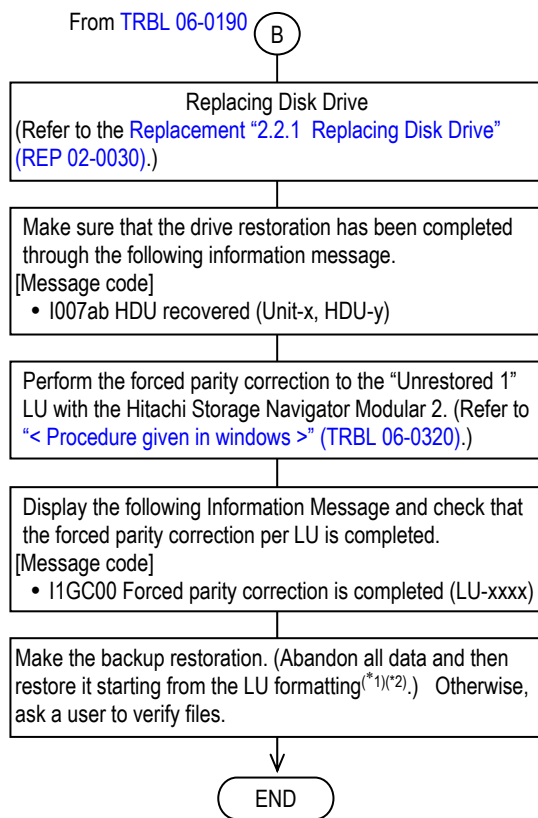 From TRBL 06-0190
B
Replacing Disk Drive
(Refer to the Replacement “2.2.1  Replacing Disk Drive”
(REP 02-0030).)
Make sure that the drive restoration has been completed
through the following information message.
[Message code]
• I007ab HDU recovered (Unit-x, HDU-y)
Perform the forced parity correction to the “Unrestored 1”
LU with the Hitachi Storage Navigator Modular 2. (Refer to
“< Procedure given in windows >” (TRBL 06-0320).)
Display the following Information Message and check that
the forced parity correction per LU is completed.
[Message code]
• I1GC00 Forced parity correction is completed (LU-xxxx)
Make the backup restoration. (Abandon all data and then
restore it starting from the LU formatting(*1)(*2).)   Otherwise,
ask a user to verify files.
END